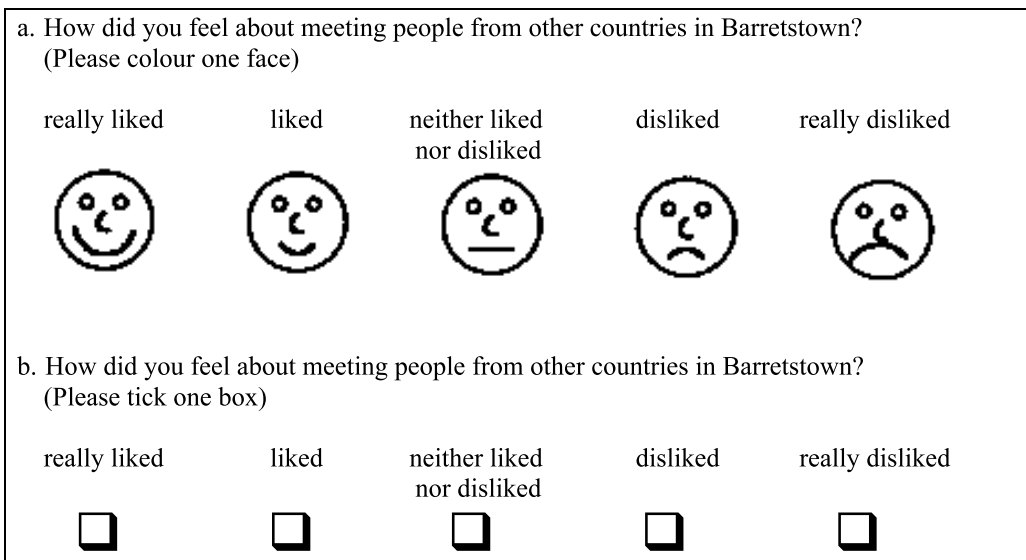 a. How did you feel about meeting people from other countries in Barretstown?
(Please colour one face)
really liked liked neither liked disliked really disliked
nor disliked
b. How did you feel about meeting people from other countries in Barretstown?
(Please tick one box)
really liked liked neither liked disliked really disliked
nor disliked